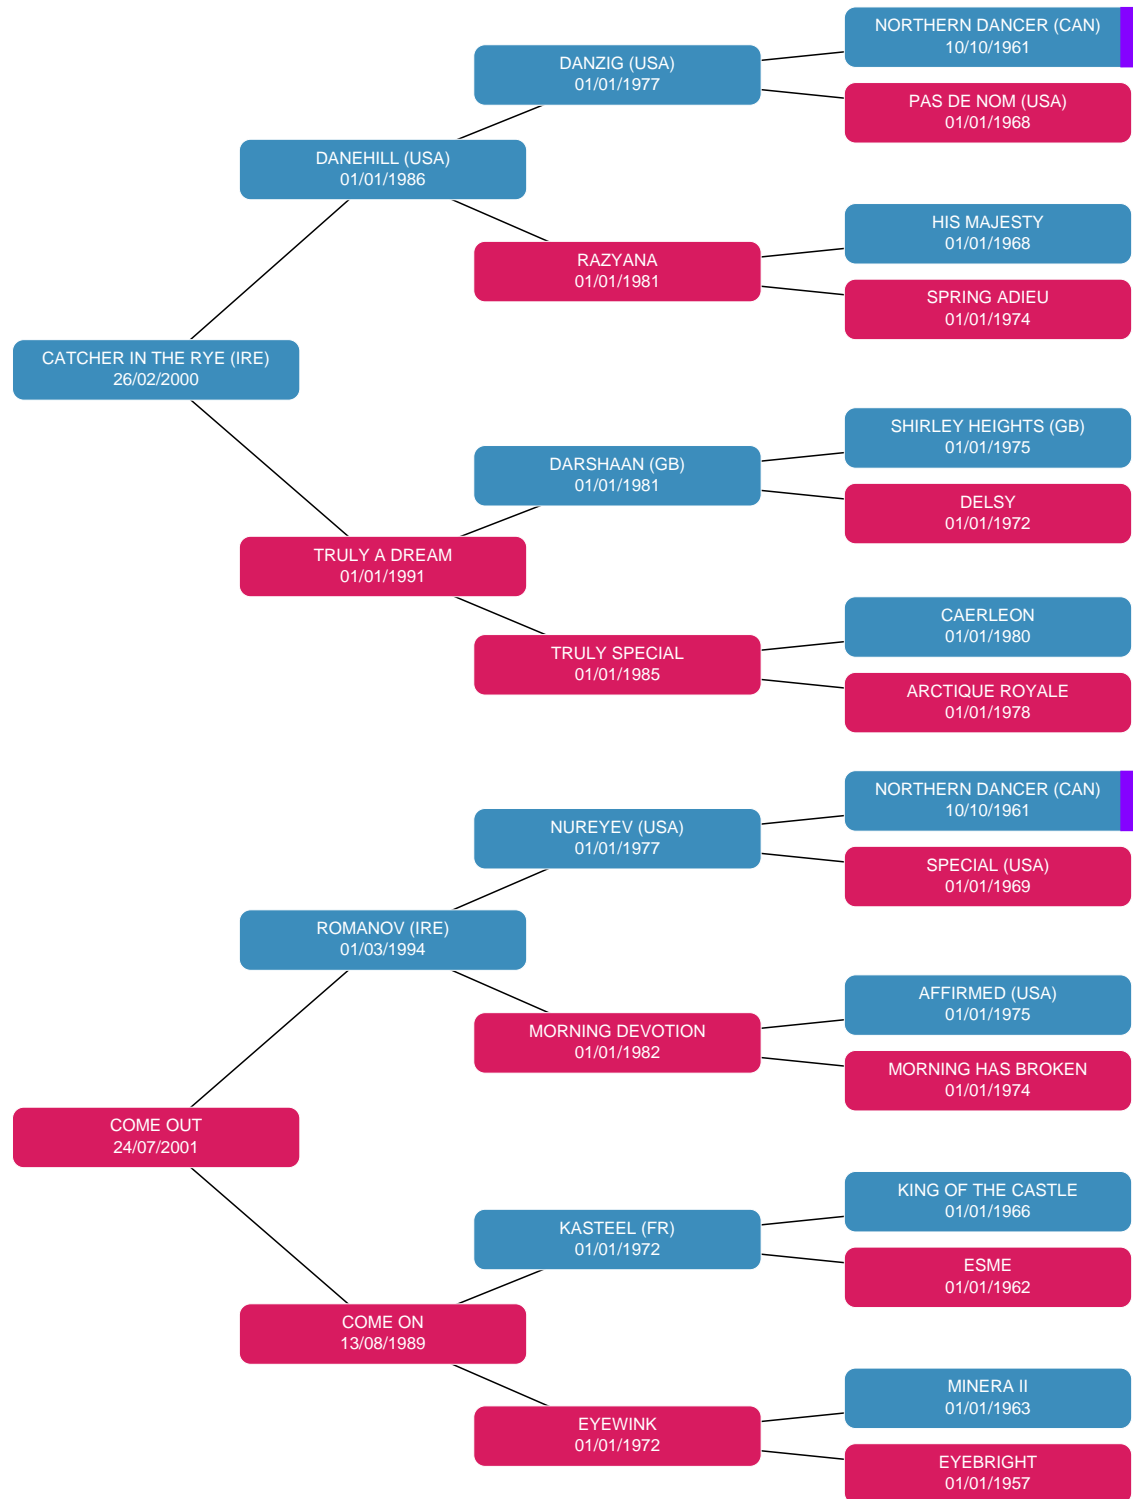 NORTHERN DANCER (CAN)
10/10/1961
DANZIG (USA)
01/01/1977
PAS DE NOM (USA)
01/01/1968
DANEHILL (USA)
01/01/1986
HIS MAJESTY
01/01/1968
RAZYANA
01/01/1981
SPRING ADIEU
01/01/1974
CATCHER IN THE RYE (IRE)
26/02/2000
SHIRLEY HEIGHTS (GB)
01/01/1975
DARSHAAN (GB)
01/01/1981
DELSY
01/01/1972
TRULY A DREAM
01/01/1991
CAERLEON
01/01/1980
TRULY SPECIAL
01/01/1985
ARCTIQUE ROYALE
01/01/1978
NORTHERN DANCER (CAN)
10/10/1961
NUREYEV (USA)
01/01/1977
SPECIAL (USA)
01/01/1969
ROMANOV (IRE)
01/03/1994
AFFIRMED (USA)
01/01/1975
MORNING DEVOTION
01/01/1982
MORNING HAS BROKEN
01/01/1974
COME OUT
24/07/2001
KING OF THE CASTLE
01/01/1966
KASTEEL (FR)
01/01/1972
ESME
01/01/1962
COME ON
13/08/1989
MINERA II
01/01/1963
EYEWINK
01/01/1972
EYEBRIGHT
01/01/1957